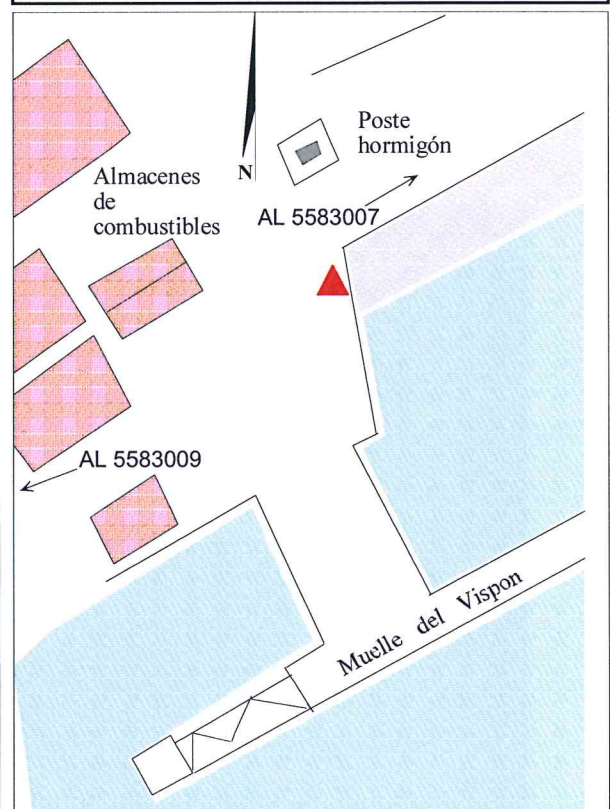 Poste
hormigón
N
Almacenes
de
combustibles
AL 5583007
AL 5583009
Muelle del Vispon